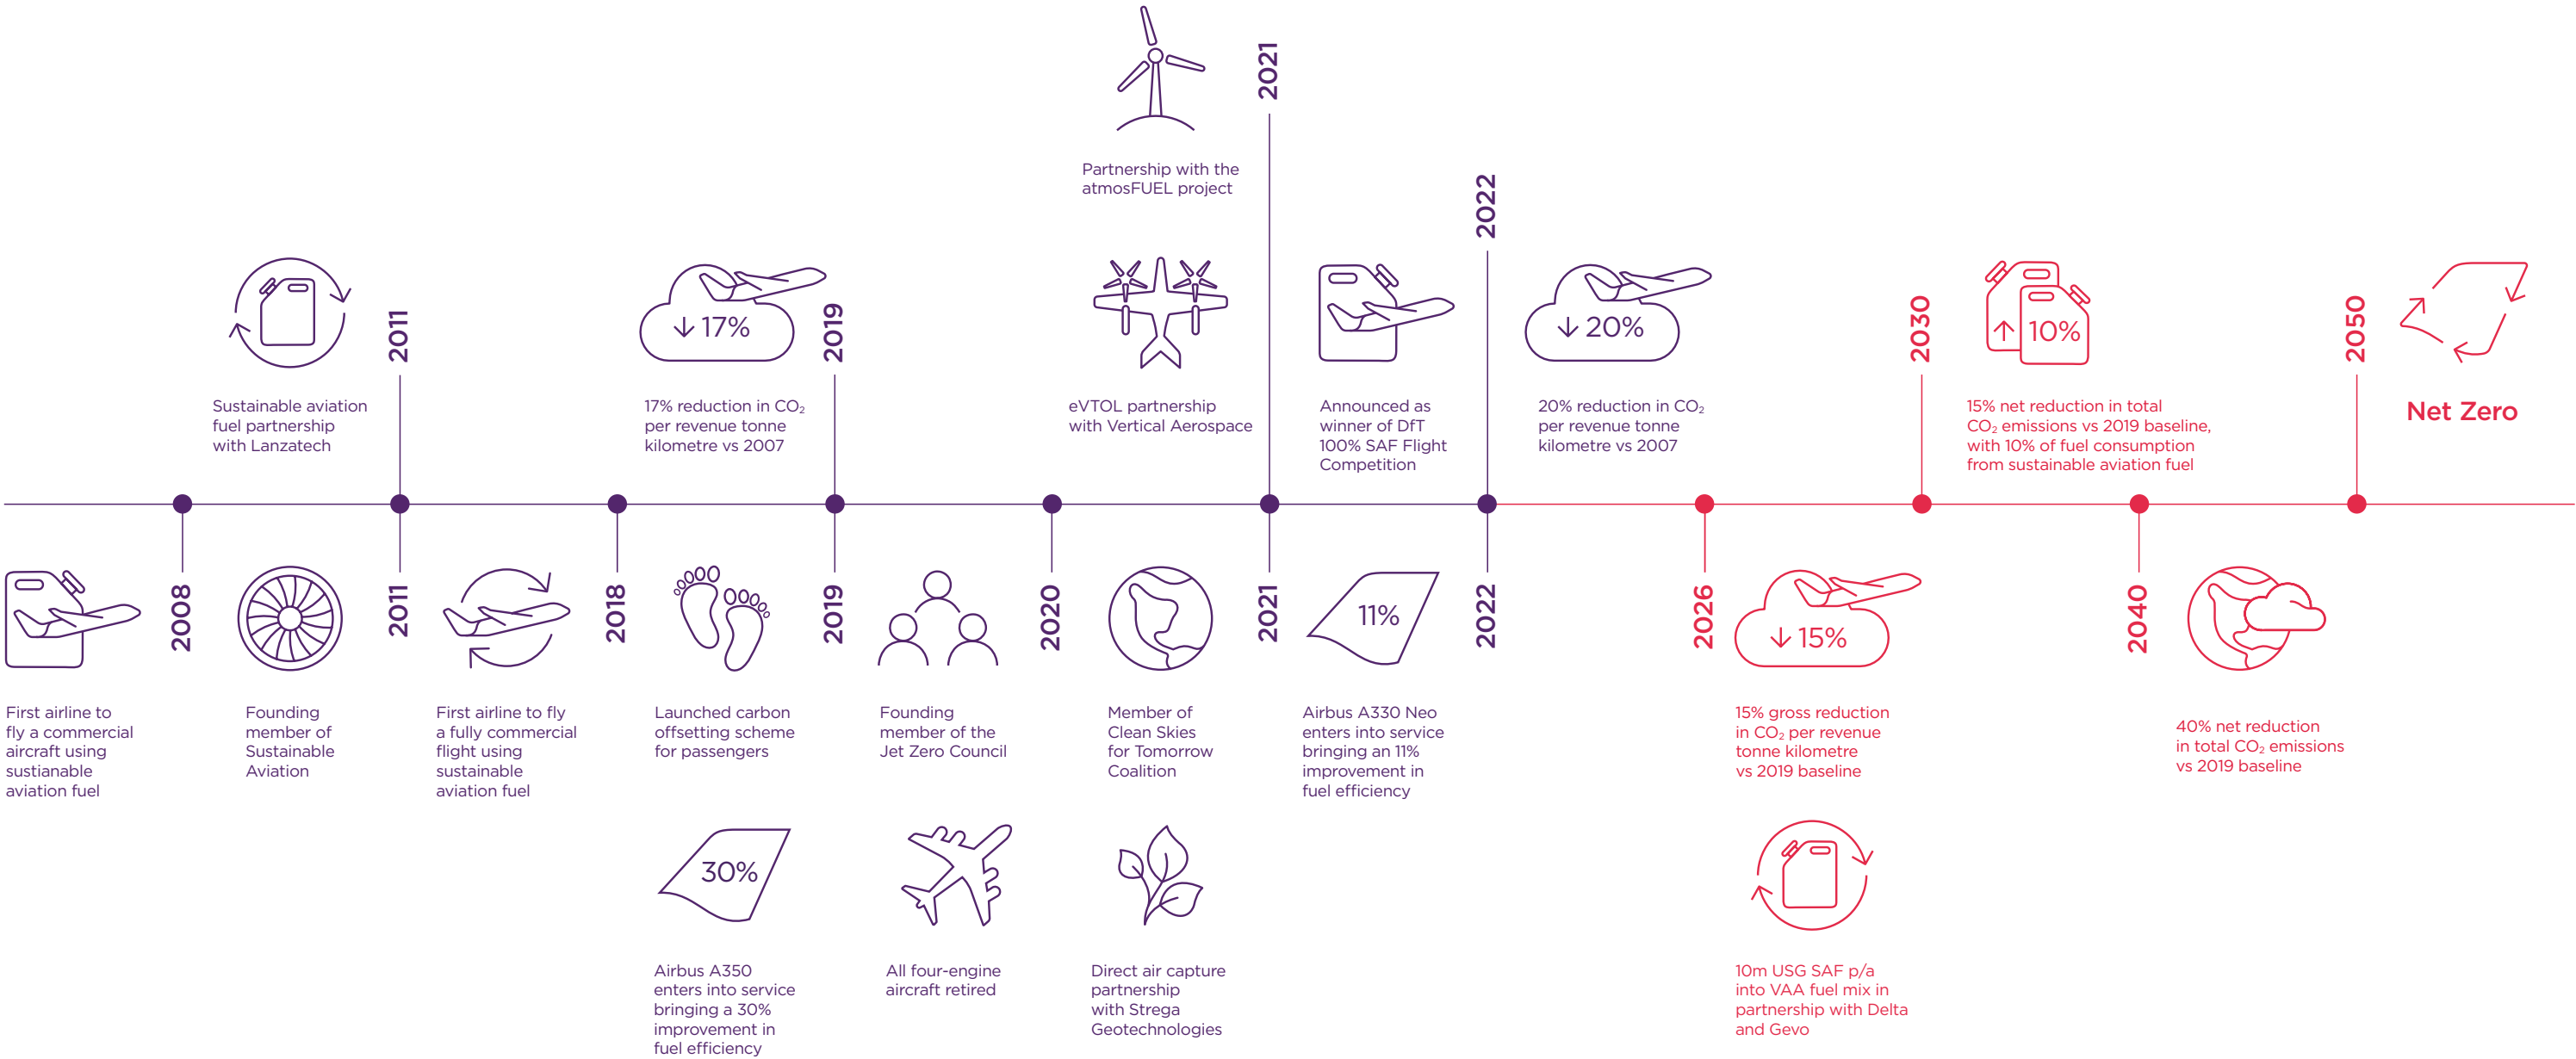 2021
Partnership with the
atmosFUEL project
2022
2011
↓ 17%
2019
↓ 20%
2030
↑ 10%
2050
Sustainable aviation
fuel partnership
with Lanzatech
17% reduction in CO₂
per revenue tonne
kilometre vs 2007
eVTOL partnership
with Vertical Aerospace
Announced as
winner of DfT
100% SAF Flight
Competition
20% reduction in CO₂
per revenue tonne
kilometre vs 2007
15% net reduction in total
CO₂ emissions vs 2019 baseline,
with 10% of fuel consumption
from sustainable aviation fuel
Net Zero
2008
2011
2018
2019
2020
2021
11%
2022
2026
↓ 15%
2040
First airline to
fly a commercial
aircraft using
sustianable
aviation fuel
Founding
member of
Sustainable
Aviation
First airline to fly
a fully commercial
flight using
sustainable
aviation fuel
Launched carbon
offsetting scheme
for passengers
Founding
member of the
Jet Zero Council
Member of
Clean Skies
for Tomorrow
Coalition
Airbus A330 Neo
enters into service
bringing an 11%
improvement in
fuel efficiency
15% gross reduction
in CO₂ per revenue
tonne kilometre
vs 2019 baseline
40% net reduction
in total CO₂ emissions
vs 2019 baseline
30%
Airbus A350
enters into service
bringing a 30%
improvement in
fuel efficiency
All four-engine
aircraft retired
Direct air capture
partnership
with Strega
Geotechnologies
10m USG SAF p/a
into VAA fuel mix in
partnership with Delta
and Gevo